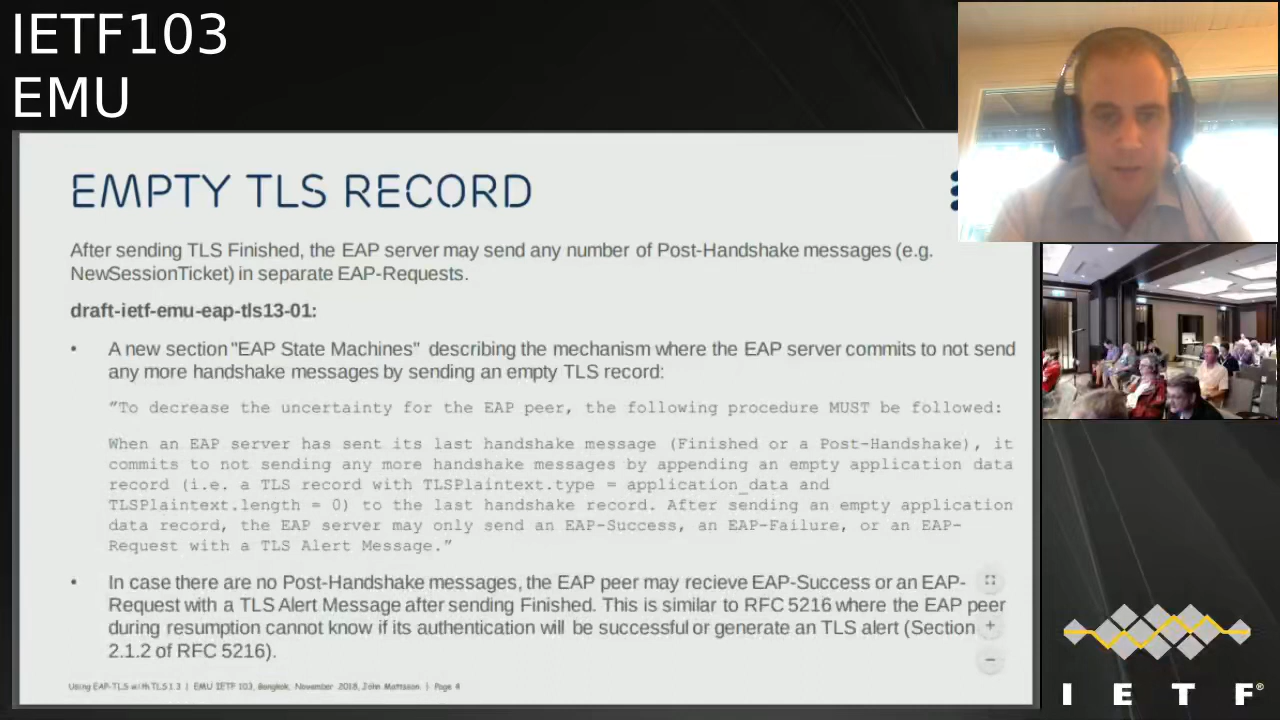 IETF103
EMU
EMPTY TLS RECORD
After sending TLS Finished, the EAP server may send any number of Post-Handshake messages (e.g.
NewSessionTicket) in separate EAP-Requests.
draft-ietf-emu-eap-tls13-01:
• A new section "EAP State Machines" describing the mechanism where the EAP server commits to not send
any more handshake messages by sending an empty TLS record:
"To decrease the uncertainty for the EAP peer, the following procedure MUST be followed:
When an EAP server has sent its last handshake message (Finished or a Post-Handshake), it
commits to not sending any more handshake messages by appending an empty application data
record (i.e. a TLS record with TLSPlaintext.type = application_data and
TLSPlaintext.length = 0) to the last handshake record. After sending an empty application
data record, the EAP server may only send an EAP-Success, an EAP-Failure, or an EAP-
Request with a TLS Alert Message."
• In case there are no Post-Handshake messages, the EAP peer may recieve EAP-Success or an EAP-
Request with a TLS Alert Message after sending Finished. This is similar to RFC 5216 where the EAP peer
during resumption cannot know if its authentication will be successful or generate an TLS alert (Section
2.1.2 of RFC 5216).
Using EAP-TLS with TLS 1.3 | EMU IETF 103, Bangkok, November 2018, John Mattsson | Page 4
I E T F®